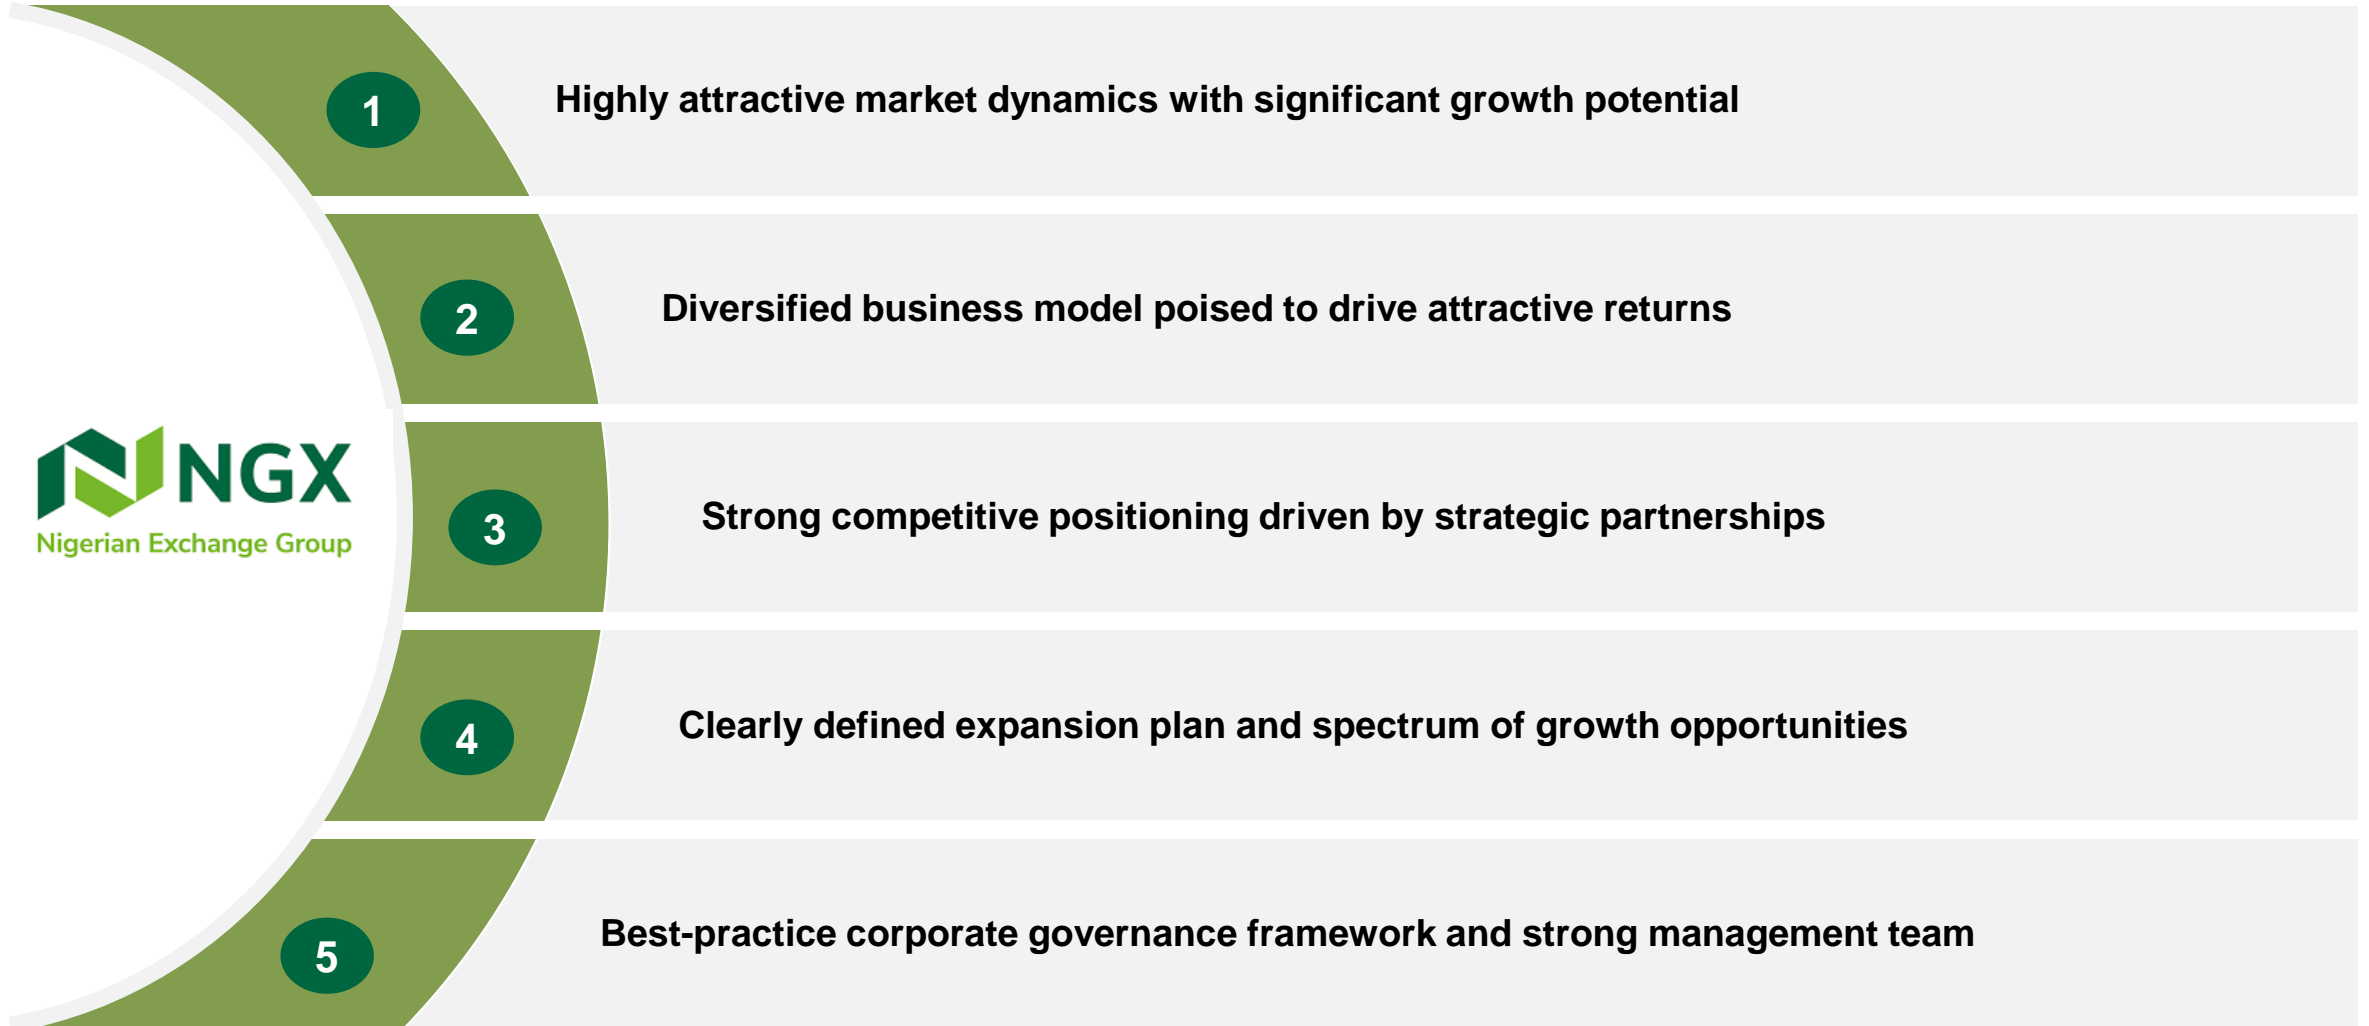 1
Highly attractive market dynamics with significant growth potential
2
Diversified business model poised to drive attractive returns
NGX
Nigerian Exchange Group
3
Strong competitive positioning driven by strategic partnerships
4
Clearly defined expansion plan and spectrum of growth opportunities
5
Best-practice corporate governance framework and strong management team